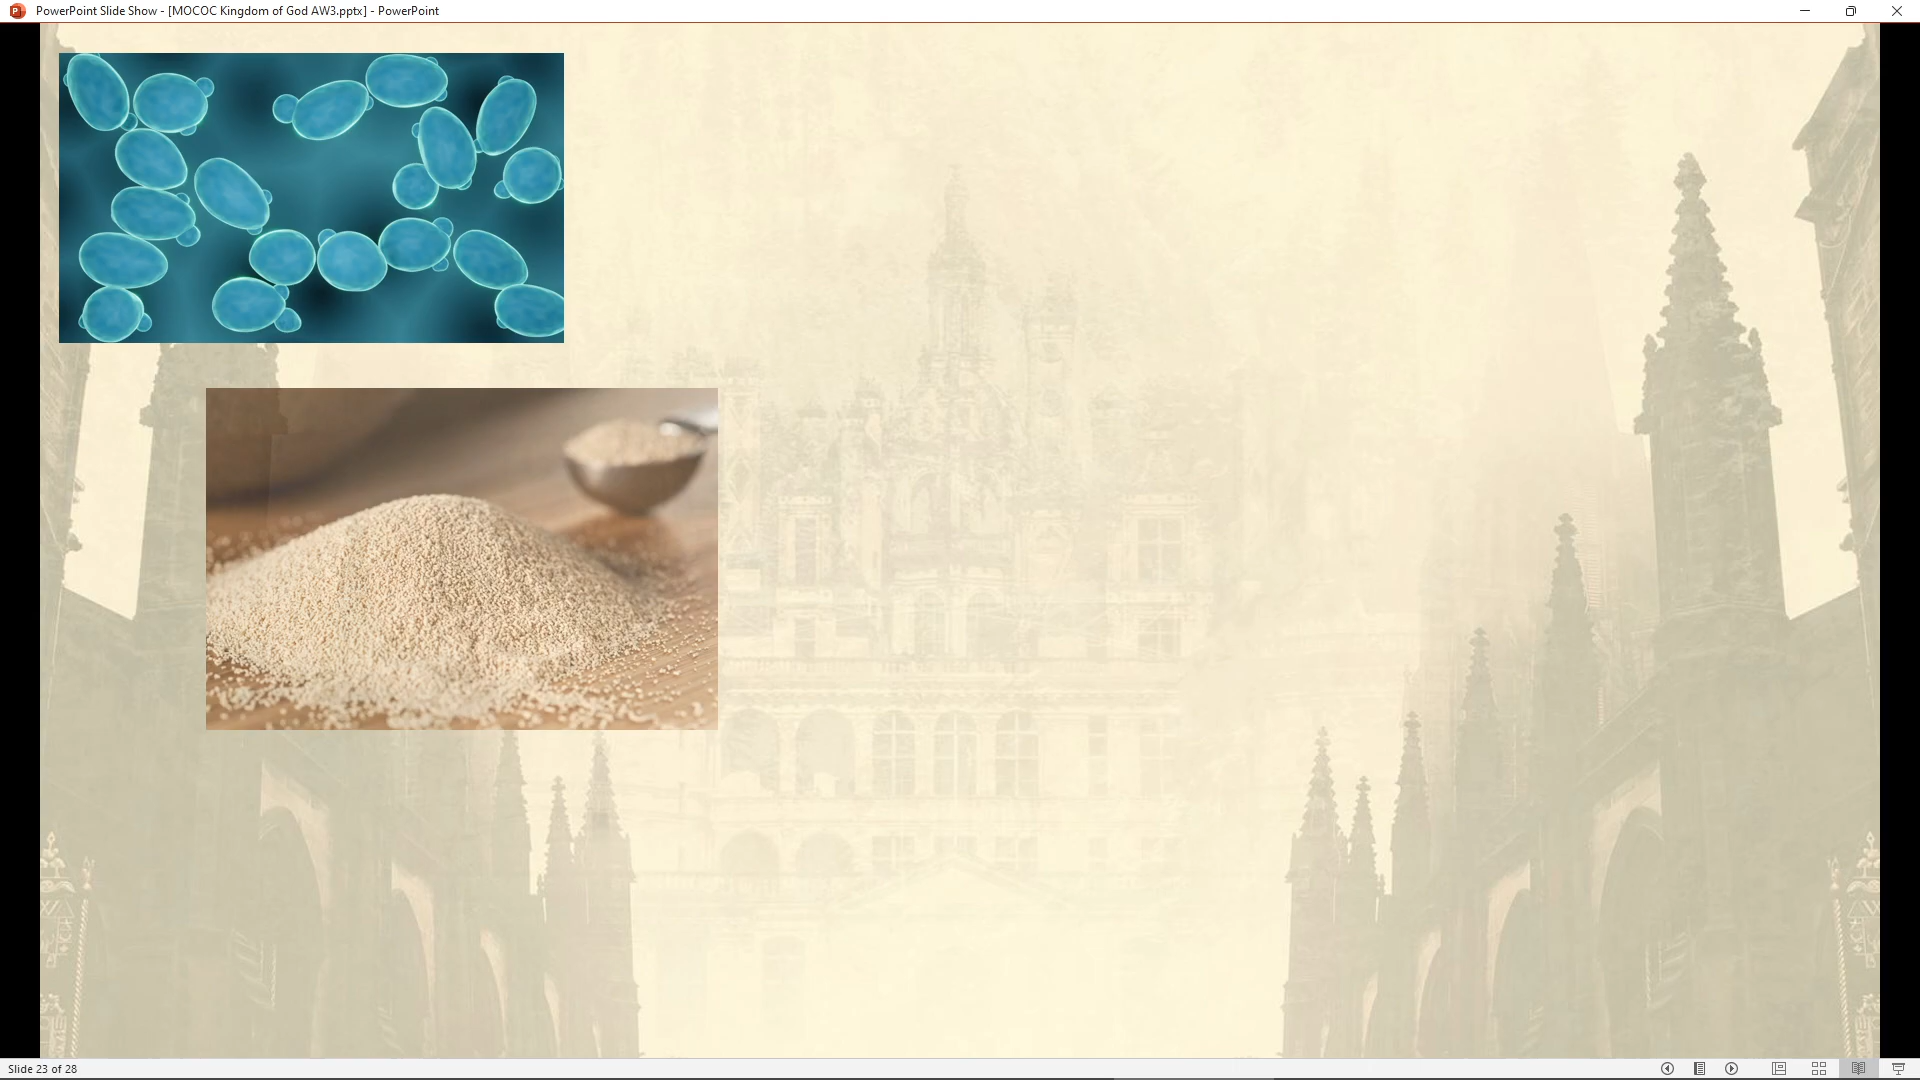 PowerPoint Slide Show - [MOCOC Kingdom of God AW3.pptx] - PowerPoint
Slide 23 of 28